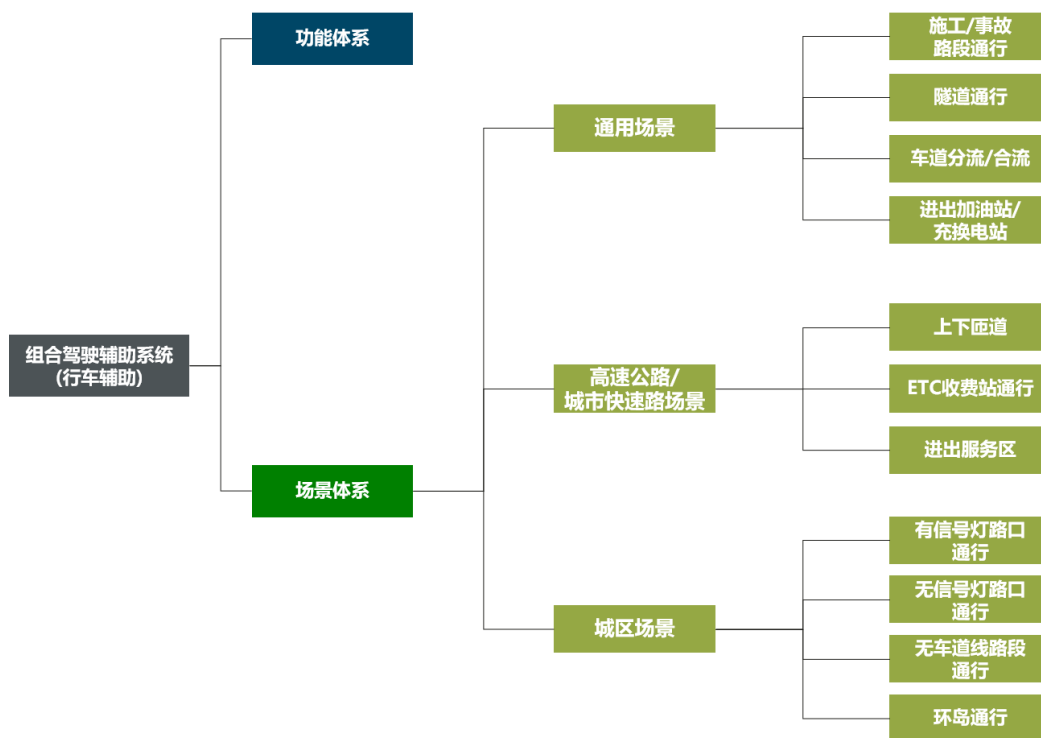 组合驾驶辅助系统
(行车辅助)
功能体系
场景体系
通用场景
施工/事故
路段通行
隧道通行
车道分流/合流
进出加油站/
充换电站
高速公路/
城市快速路场景
上下匝道
ETC收费站通行
进出服务区
城区场景
有信号灯路口
通行
无信号灯路口
通行
无车道线路段
通行
环岛通行